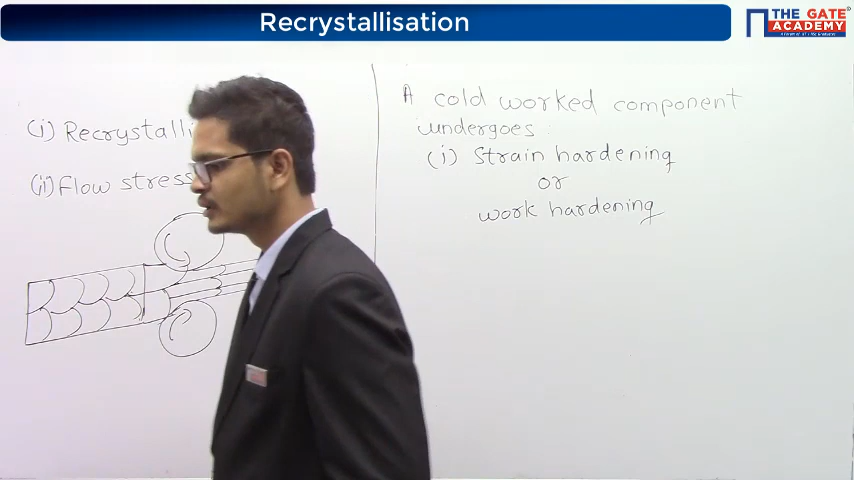 Recrystallisation
THE GATE
ACADEMY
(i) Recrystalli
(ii) Flow stress
A cold worked component
undergoes :
(i) Strain hardening
or
work hardening